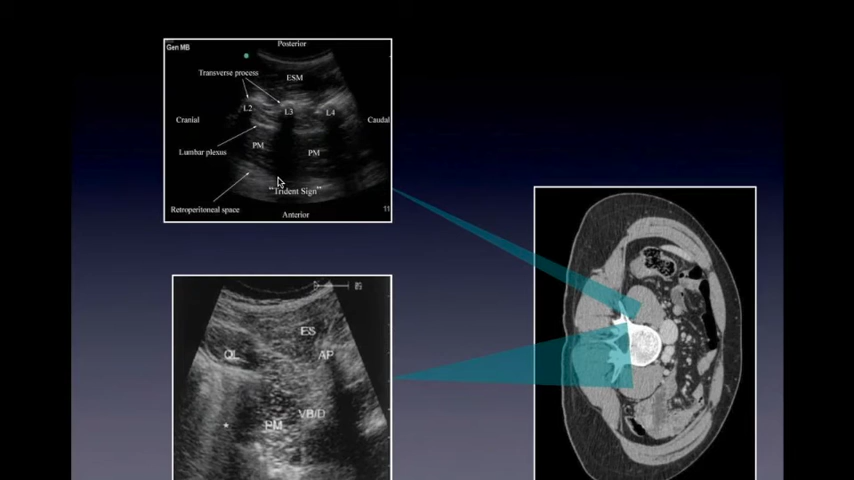 Gen MB
Posterior
Transverse process
ESM
L2
L3
L4
Cranial
Caudal
Lumbar plexus
PM
PM
"Trident Sign"
Retroperitoneal space
Anterior
11
ES
QL
AP
VB/D
PM
*